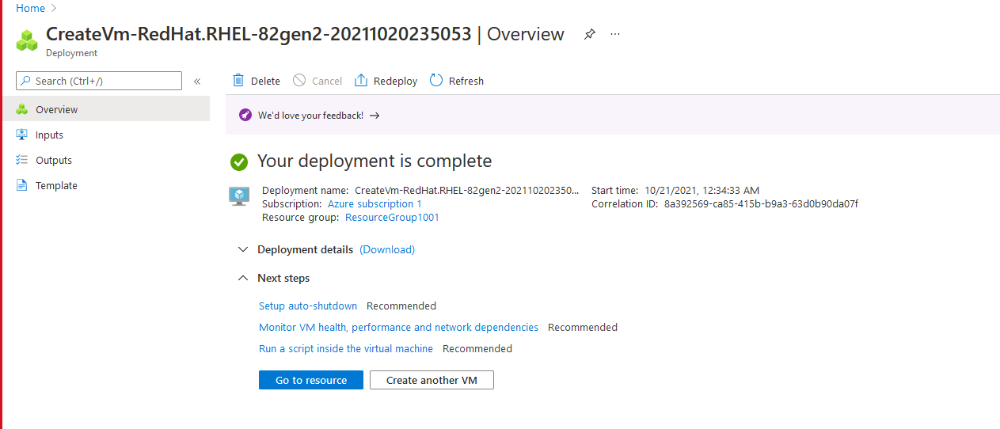 Home
CreateVm-RedHat.RHEL-82gen2-20211020235053 | Overview
Deployment
Search (Ctrl+/)
Delete Cancel Redeploy Refresh
Overview
We'd love your feedback!
Inputs
Outputs
Template
Your deployment is complete
Deployment name: CreateVm-RedHat.RHEL-82gen2-202110202350... Start time: 10/21/2021, 12:34:33 AM
Subscription: Azure subscription 1 Correlation ID: 8a392569-ca85-415b-b9a3-63d0b90da07f
Resource group: ResourceGroup1001
Deployment details (Download)
Next steps
Setup auto-shutdown Recommended
Monitor VM health, performance and network dependencies Recommended
Run a script inside the virtual machine Recommended
Go to resource Create another VM